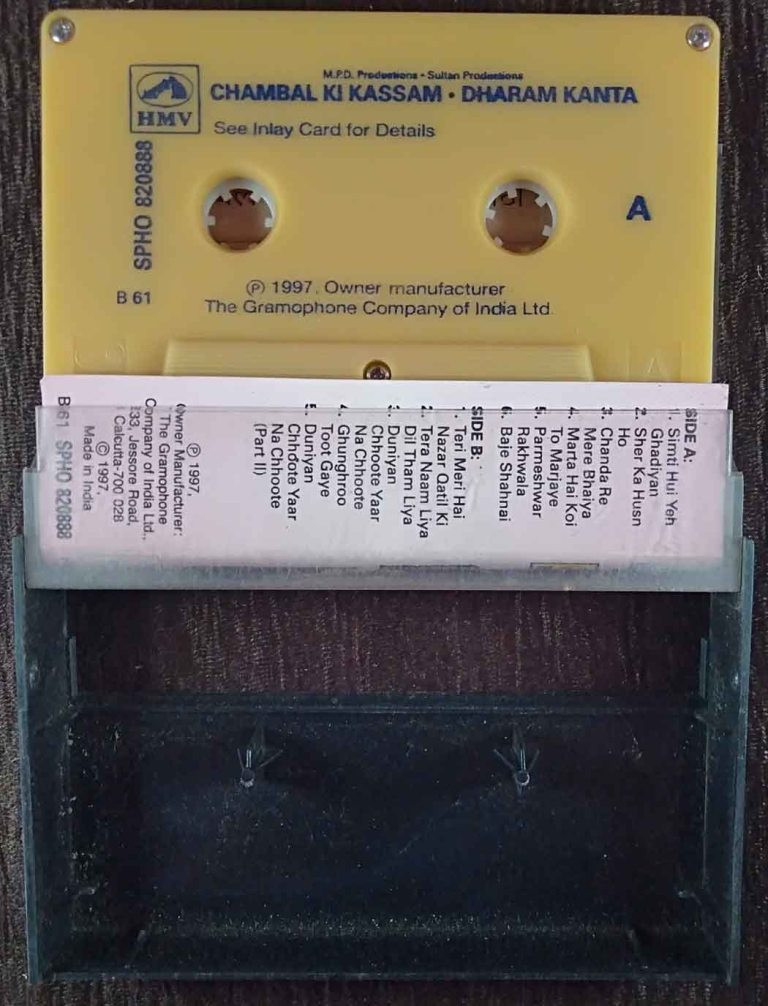 M.P.D. Productions • Sultan Productions
CHAMBAL KI KASSAM • DHARAM KANTA
HMV
See Inlay Card for Details
SPHO 820888
A
B 61
℗ 1997. Owner manufacturer
The Gramophone Company of India Ltd.
SIDE A:
1. Simti Hui Yeh
Ghadiyan
2. Sher Ka Husn
Ho
3. Chanda Re
Mere Bhaiya
4. Marta Hai Koi
To Marjaye
5. Parmeshwar
Rakhwala
6. Baje Shahnai
SIDE B:
1. Teri Meri Hai
Nazar Qatil Ki
2. Tera Naam Liya
Dil Tham Liya
3. Duniyan
Chhoote Yaar
Na Chhoote
4. Ghunghroo
Toot Gaye
5. Duniyan
Chhoote Yaar
Na Chhoote
(Part II)
℗ 1997,
Owner Manufacturer:
The Gramophone
Company of India Ltd.,
33, Jessore Road,
Calcutta-700 028
© 1997,
Made in India
B 61 SPHO 820888